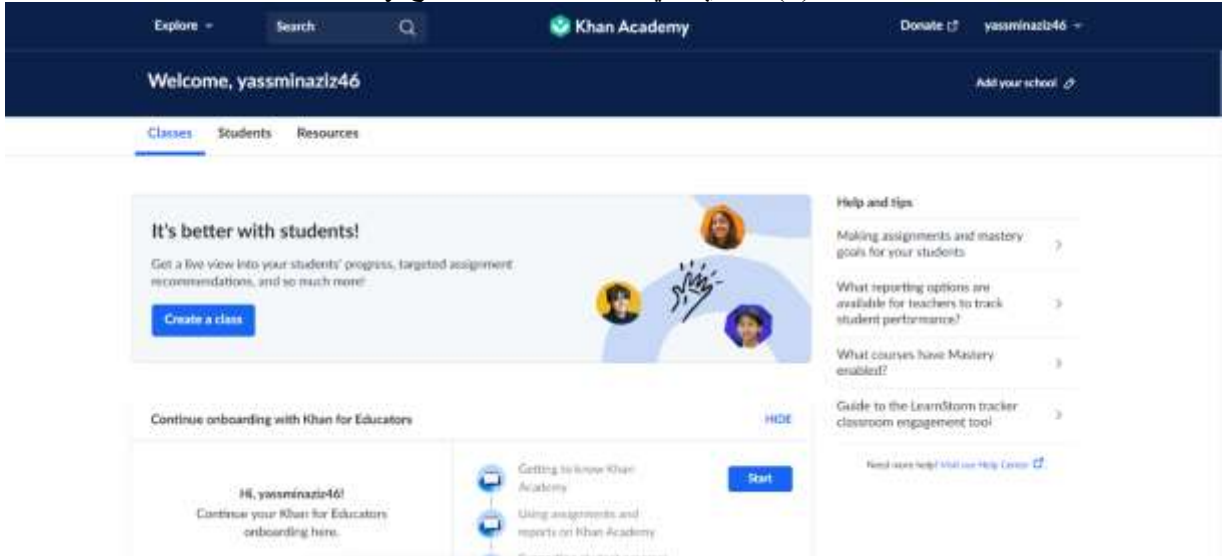 Explore
Search
Khan Academy
Donate
yassminaziz46
Welcome, yassminaziz46
Add your school
Classes
Students
Resources
It's better with students!
Get a live view into your students' progress, targeted assignment
recommendations, and so much more!
Create a class
Help and tips
Making assignments and mastery
goals for your students
What reporting options are
available for teachers to track
student performance?
What courses have Mastery
enabled?
Guide to the LearnStorm tracker
classroom engagement tool
Need more help? Visit our Help Center
Continue onboarding with Khan for Educators
HIDE
Hi, yassminaziz46!
Continue your Khan for Educators
onboarding here.
Getting to know Khan
Academy
Start
Using assignments and
reports on Khan Academy